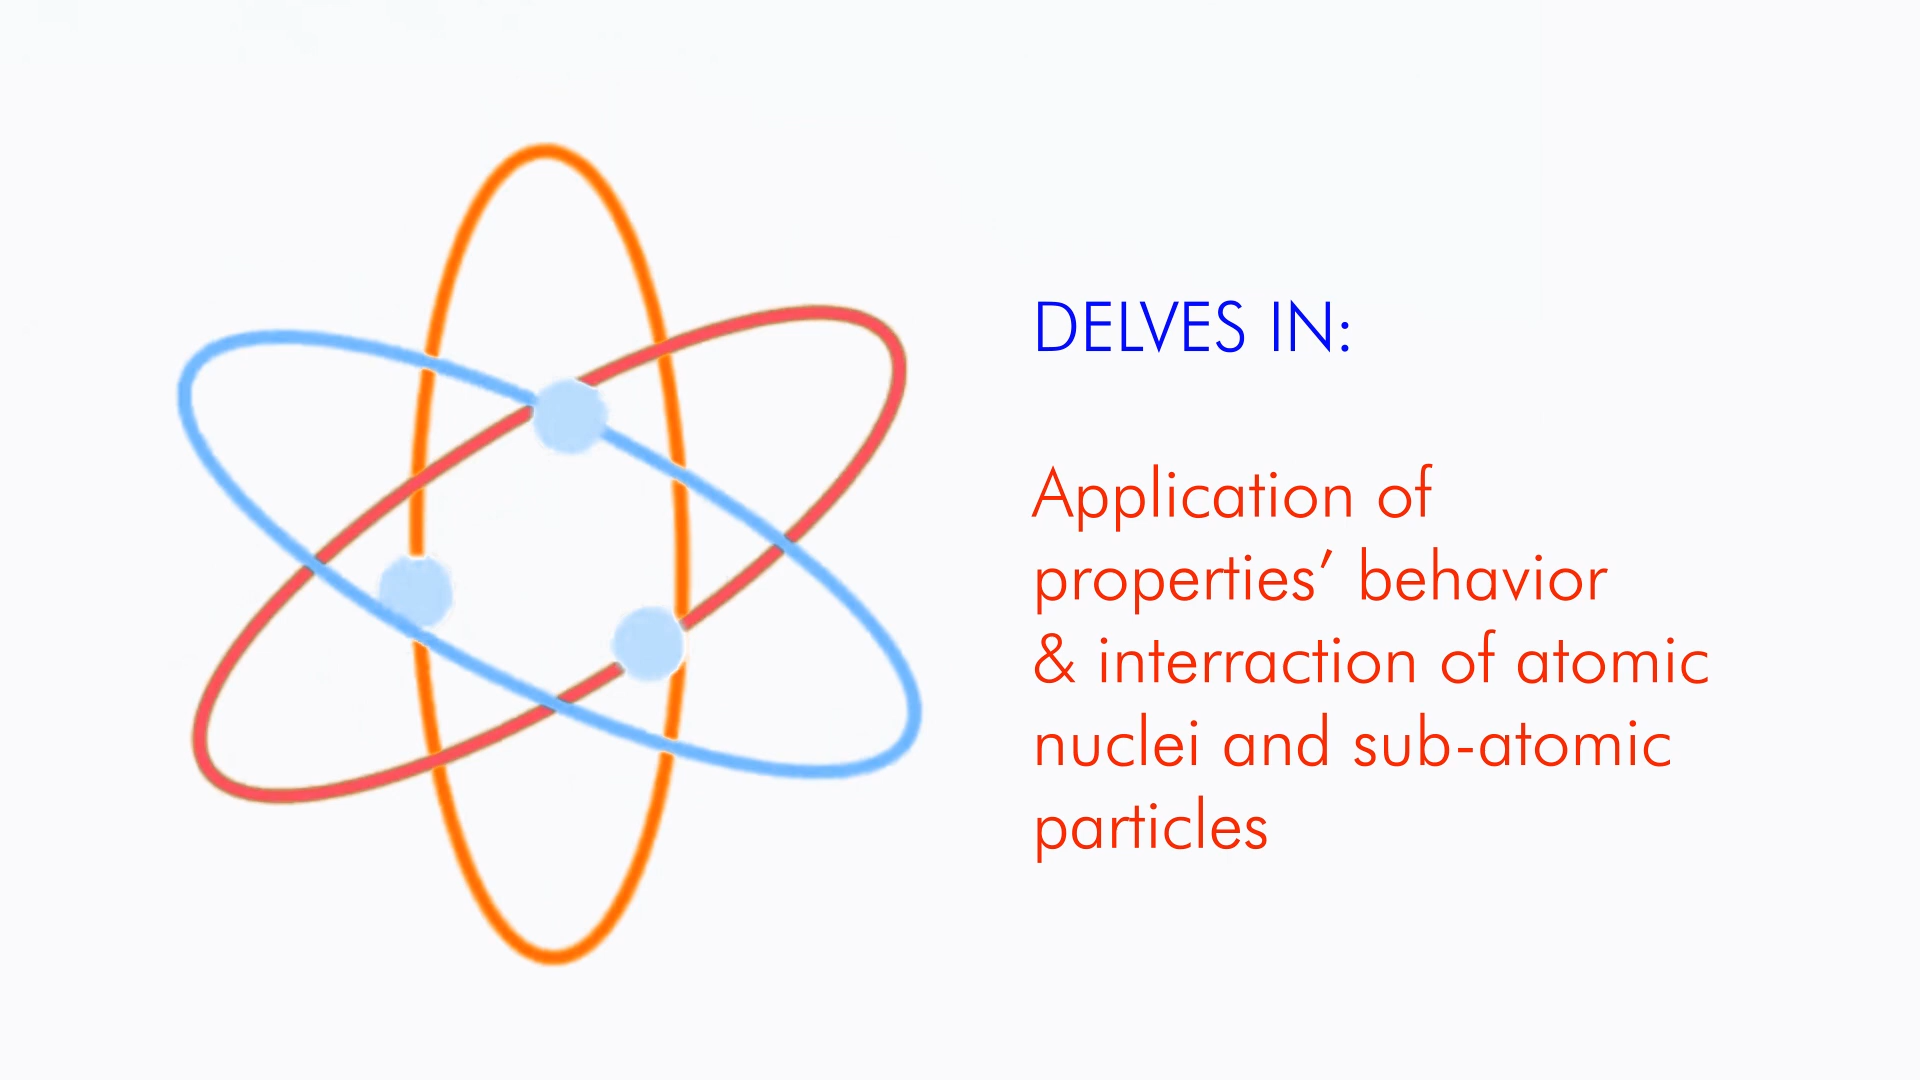 DELVES IN:
Application of
properties’ behavior
& interraction of atomic
nuclei and sub-atomic
particles